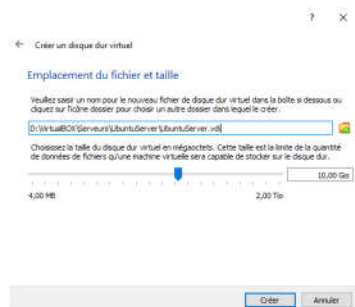 ? ×
← Créer un disque dur virtuel
Emplacement du fichier et taille
Veuillez saisir un nom pour le nouveau fichier de disque dur virtuel dans la boîte si dessous ou
cliquez sur l'icône dossier pour choisir un autre dossier dans lequel le créer.
D:\VirtualBOX\Serveurs\UbuntuServer\UbuntuServer.vdi
Choisissez la taille du disque dur virtuel en mégaoctets. Cette taille est la limite de la quantité
de données de fichiers qu'une machine virtuelle sera capable de stocker sur le disque dur.
10,00 Gio
4,00 MB 2,00 Tio
Créer Annuler